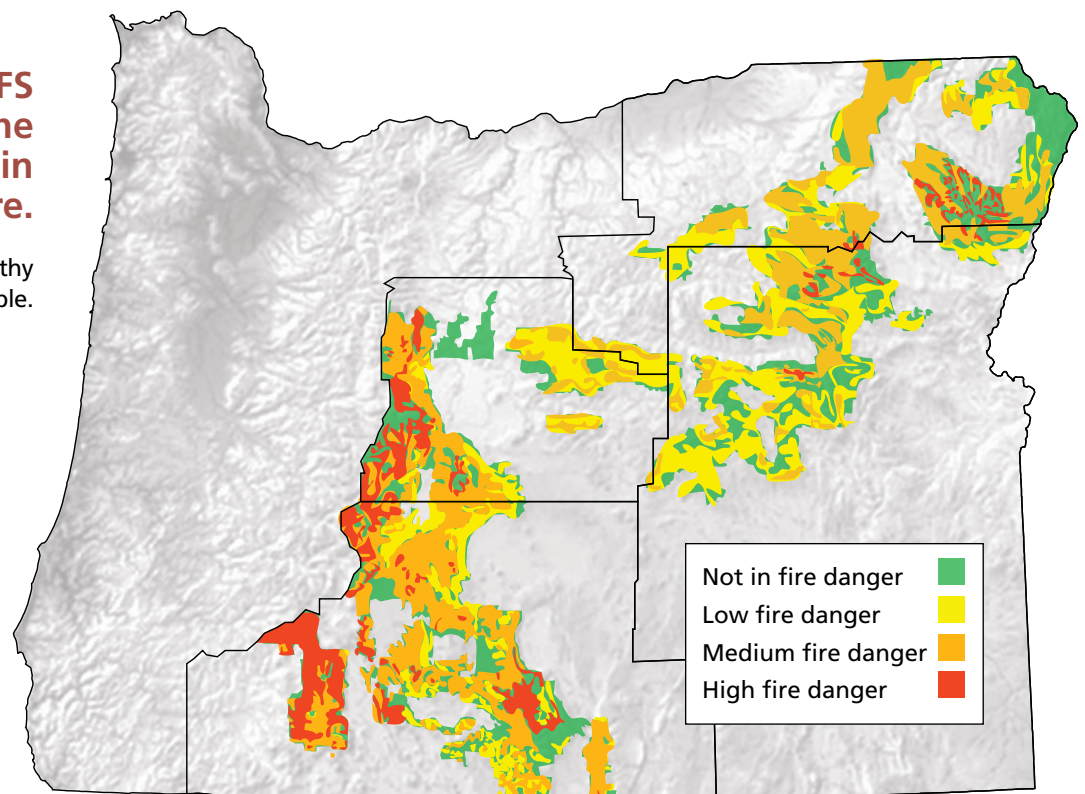 FS
ne
in
re.
thy
ble.
Not in fire danger
Low fire danger
Medium fire danger
High fire danger